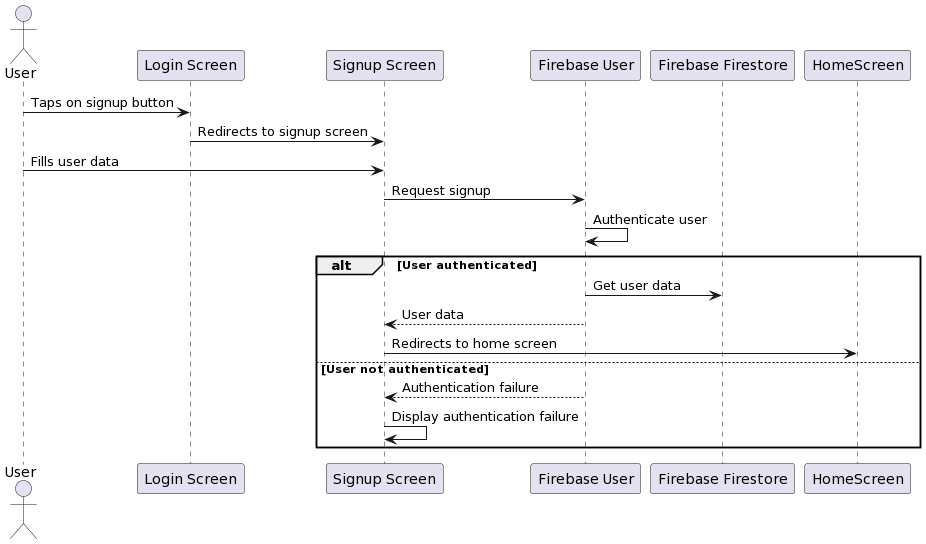 User
Login Screen
Signup Screen
Firebase User
Firebase Firestore
HomeScreen
Taps on signup button
Redirects to signup screen
Fills user data
Request signup
Authenticate user
alt
[User authenticated]
Get user data
User data
Redirects to home screen
[User not authenticated]
Authentication failure
Display authentication failure
User
Login Screen
Signup Screen
Firebase User
Firebase Firestore
HomeScreen